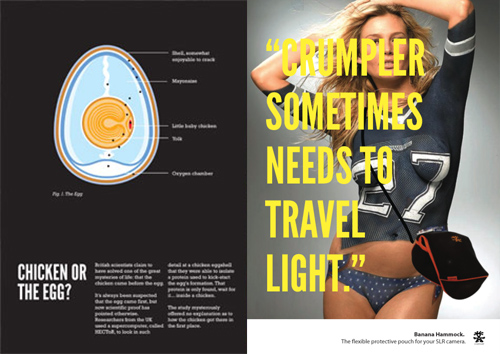 Shell, somewhat
enjoyable to crack
Mayonnaise
Little baby chicken
Yolk
Oxygen chamber
Fig. 1. The Egg
CHICKEN OR
THE EGG?
British scientists claim to
have solved one of the great
mysteries of life: that the
chicken came before the egg.
It's always been suspected
that the egg came first, but
now scientific proof has
pointed otherwise.
Researchers from the UK
used a supercomputer, called
HECToR, to look in such
detail at a chicken eggshell
that they were able to isolate
a protein used to kick-start
the egg's formation. That
protein is only found, wait for
it... inside a chicken.
The study mysteriously
offered no explanation as to
how the chicken got there in
the first place.
“CRUMPLER
SOMETIMES
NEEDS TO
TRAVEL
LIGHT.”
27
Banana Hammock.
The flexible protective pouch for your SLR camera.